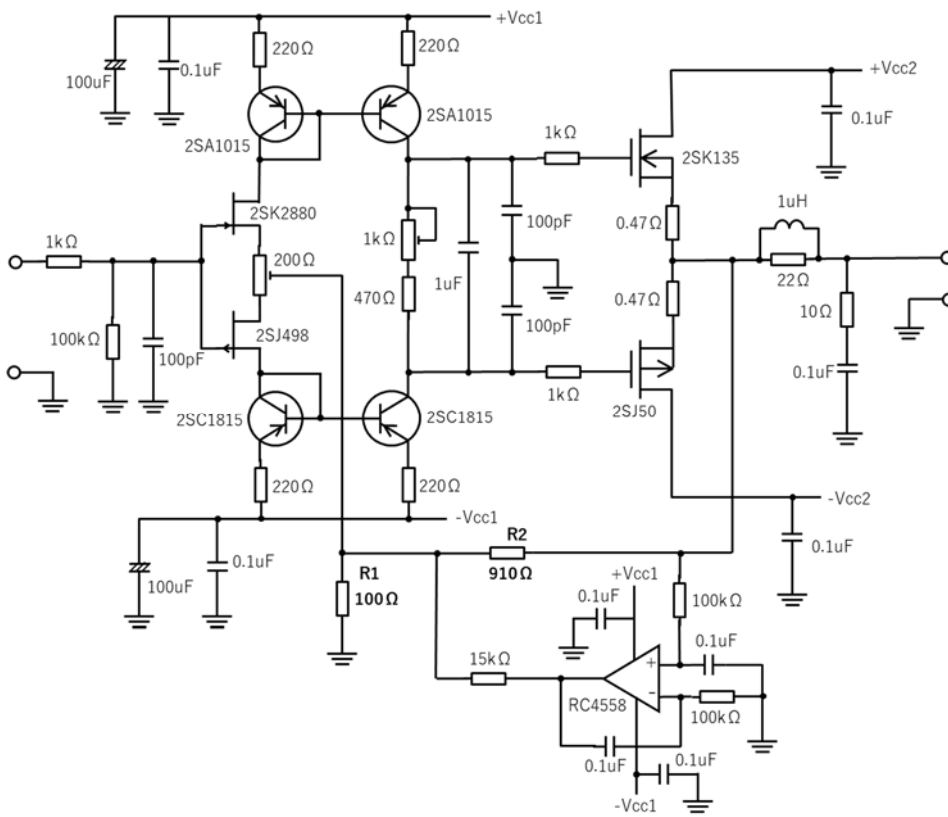 +Vcc1
220Ω
220Ω
100uF
0.1uF
+Vcc2
2SA1015
2SA1015
0.1uF
1kΩ
2SK135
2SK2880
1uH
1kΩ
100pF
0.47Ω
200Ω
1kΩ
1uF
22Ω
470Ω
0.47Ω
10Ω
2SJ498
100pF
100kΩ
100pF
0.1uF
1kΩ
2SJ50
2SC1815
2SC1815
220Ω
220Ω
-Vcc2
-Vcc1
R2
0.1uF
0.1uF
910Ω
+Vcc1
R1
100uF
100Ω
0.1uF
100kΩ
0.1uF
15kΩ
+
-
RC4558
100kΩ
0.1uF
0.1uF
-Vcc1